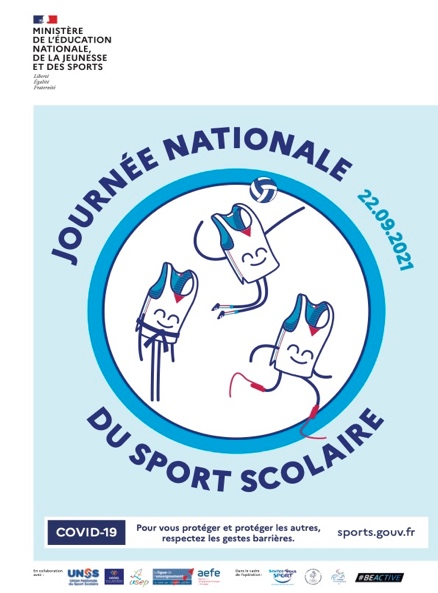 MINISTÈRE
DE L'ÉDUCATION
NATIONALE,
DE LA JEUNESSE
ET DES SPORTS
Liberté
Égalité
Fraternité
JOURNÉE NATIONALE
22.09.2021
DU SPORT SCOLAIRE
COVID-19
Pour vous protéger et protéger les autres,
respectez les gestes barrières.
sports.gouv.fr
En collaboration
avec :
UNSS
Union Nationale
du Sport Scolaire
usep
aefe
Dans le cadre
de l'opération :
SPORT
#BEACTIVE